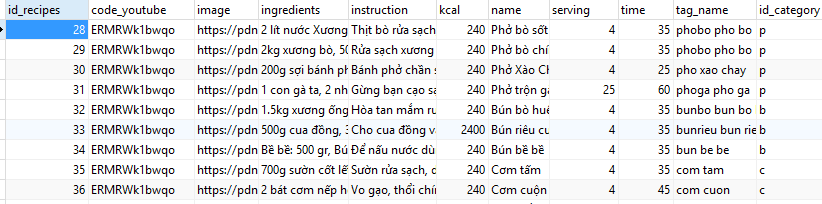 id_recipes code_youtube image ingredients instruction kcal name serving time tag_name id_category
28 ERMRWk1bwqo https://pdn 2 lít nước Xương Thịt bò rửa sạch 240 Phở bò sốt 4 35 phobo pho bo p
29 ERMRWk1bwqo https://pdn 2kg xương bò, 50 Rửa sạch xương 240 Phở bò chí 4 35 phobo pho bo p
30 ERMRWk1bwqo https://pdn 200g sợi bánh ph Bánh phở chần s 240 Phở Xào Ch 4 25 pho xao chay p
31 ERMRWk1bwqo https://pdn 1 con gà ta, 2 nh Gừng bạn cạo sạ 240 Phở trộn gà 25 60 phoga pho ga p
32 ERMRWk1bwqo https://pdn 1.5kg xương ống Hòa tan mắm ru 240 Bún bò huế 4 35 bunbo bun bo b
33 ERMRWk1bwqo https://pdn 500g cua đồng, 3 Cho cua đồng và 2400 Bún riêu cu 4 35 bunrieu bun rie b
34 ERMRWk1bwqo https://pdn Bề bề: 500 gr, Bú Để nấu nước dù 240 Bún bề bề 4 35 bun be be b
35 ERMRWk1bwqo https://pdn 700g sườn cốt lế Sườn rửa sạch, 240 Cơm tấm 4 35 com tam c
36 ERMRWk1bwqo https://pdn 2 bát cơm nếp h Vo gạo, thổi chín 240 Cơm cuộn 4 45 com cuon c